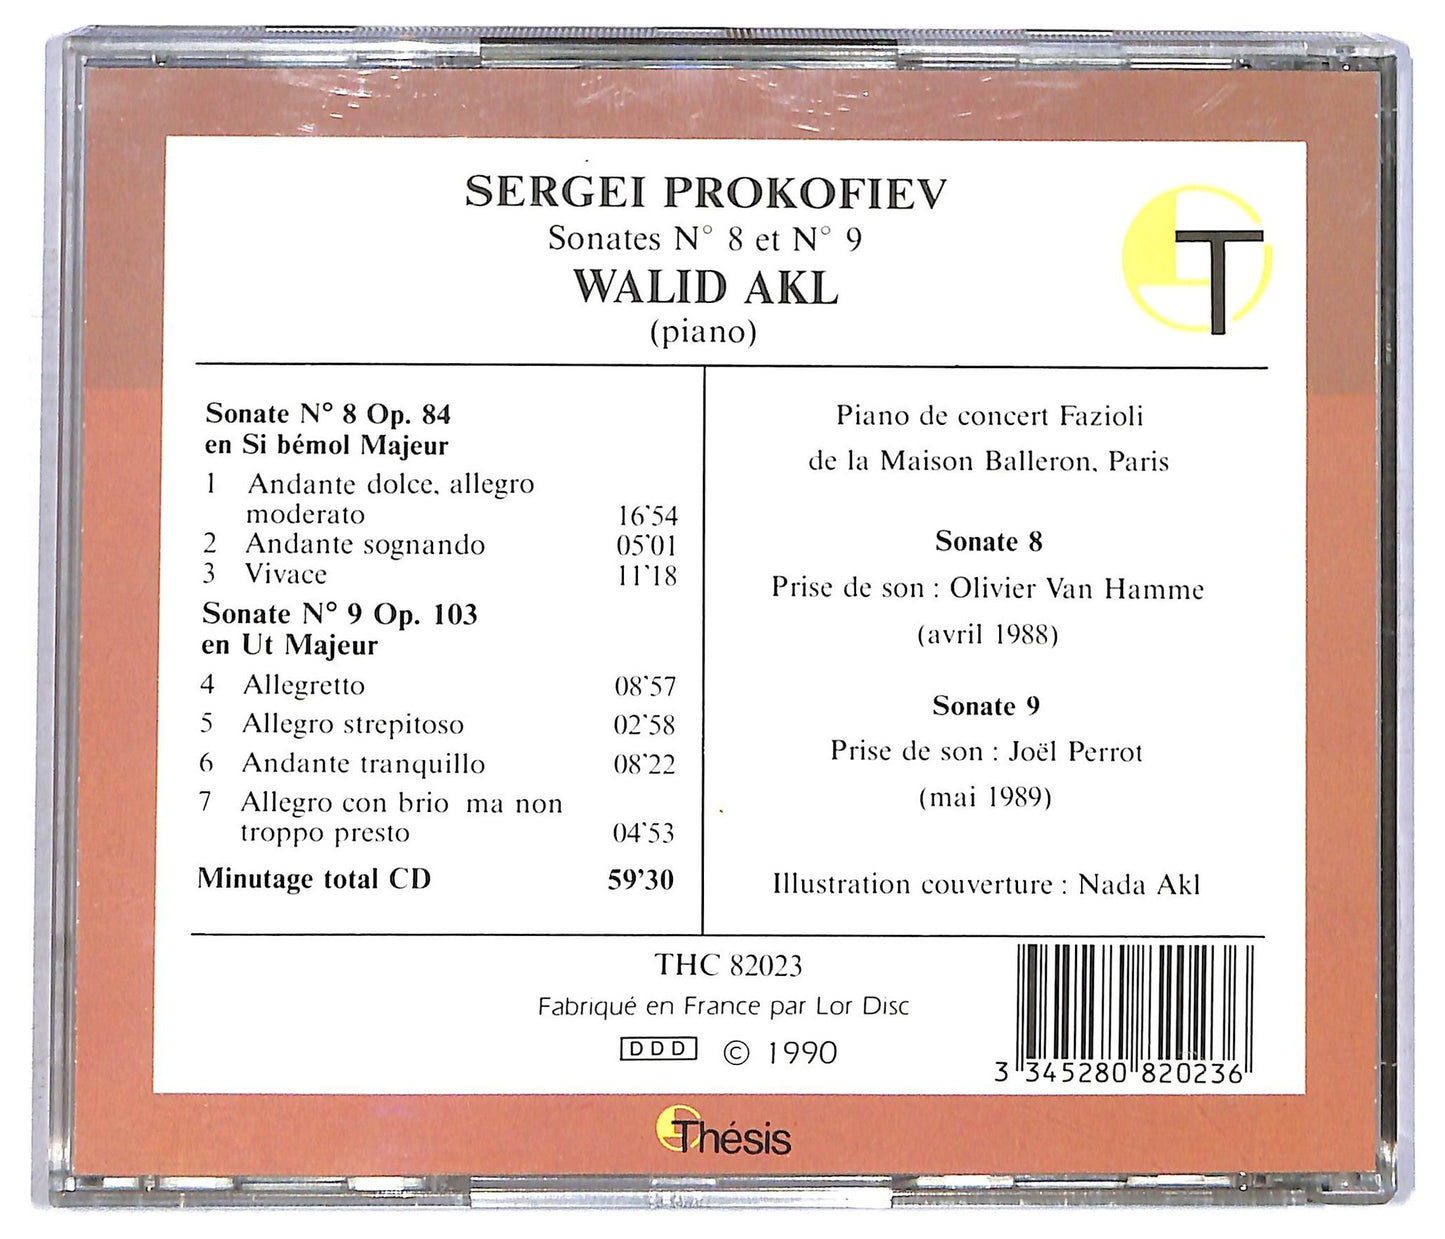 SERGEI PROKOFIEV
Sonates N° 8 et N° 9
WALID AKL
(piano)
T
Sonate N° 8 Op. 84
en Si bémol Majeur
1 Andante dolce, allegro
moderato 16'54
2 Andante sognando 05'01
3 Vivace 11'18
Sonate N° 9 Op. 103
en Ut Majeur
4 Allegretto 08'57
5 Allegro strepitoso 02'58
6 Andante tranquillo 08'22
7 Allegro con brio ma non
troppo presto 04'53
Minutage total CD 59'30
Piano de concert Fazioli
de la Maison Balleron, Paris
Sonate 8
Prise de son : Olivier Van Hamme
(avril 1988)
Sonate 9
Prise de son : Joël Perrot
(mai 1989)
Illustration couverture : Nada Akl
THC 82023
Fabriqué en France par Lor Disc
DDD © 1990
3 345280 820236
Thésis